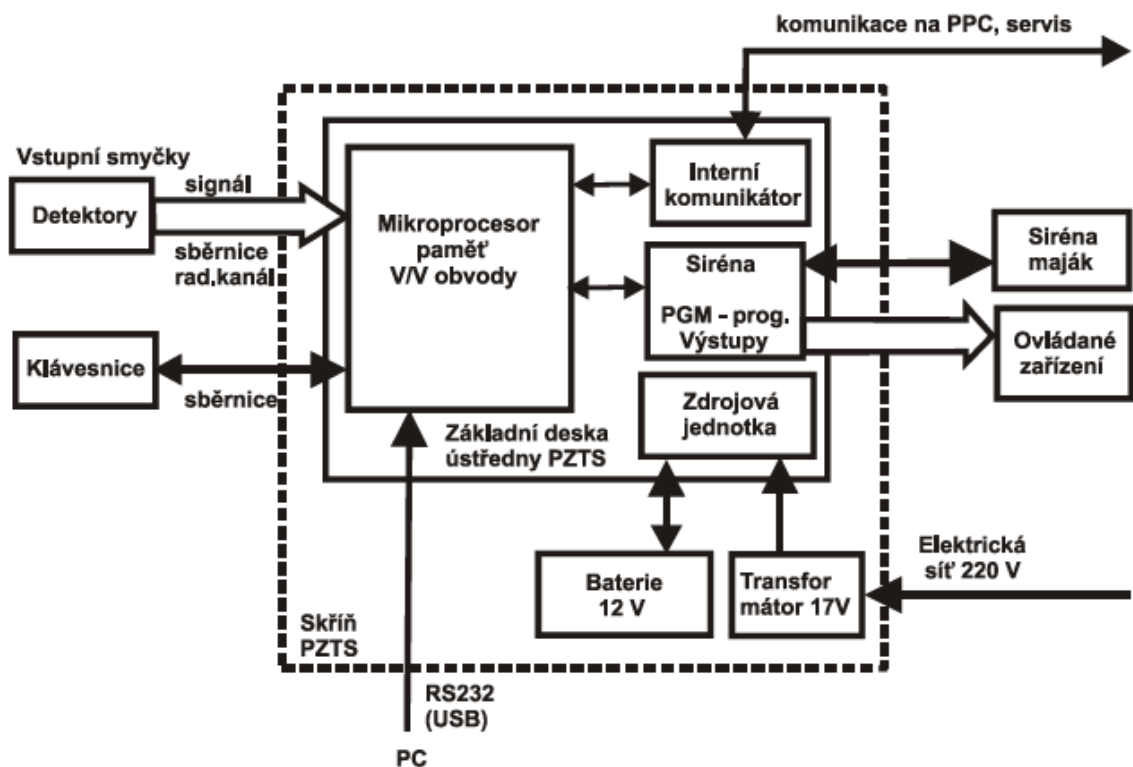 komunikace na PPC, servis
Vstupní smyčky
signál
Detektory
sběrnice
rad.kanál
Klávesnice
sběrnice
Mikroprocesor
paměť
V/V obvody
Interní
komunikátor
Siréna
PGM - prog.
Výstupy
Siréna
maják
Ovládané
zařízení
Zdrojová
jednotka
Základní deska
ústředny PZTS
Baterie
12 V
Transfor
mátor 17V
Elektrická
síť 220 V
Skříň
PZTS
RS232
(USB)
PC